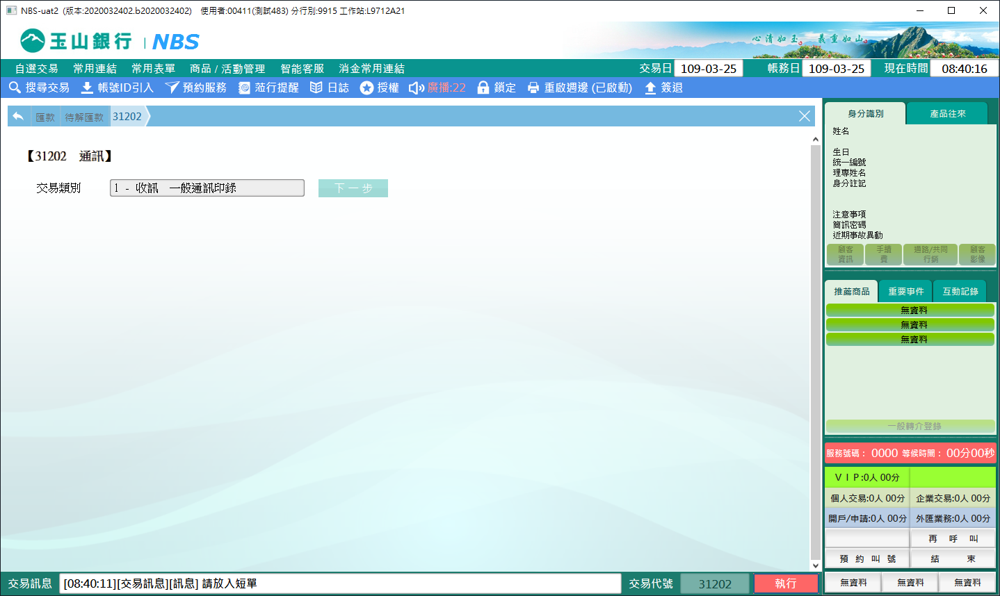 NBS-uat2 (版本:2020032402.b2020032402) 使用者:00411(測試483) 分行別:9915 工作站:L9712A21
玉山銀行 | NBS
心清如玉。義重如山。
自選交易 常用連結 常用表單 商品 / 活動管理 智能客服 消金常用連結 交易日 109-03-25 帳務日 109-03-25 現在時間 08:40:16
搜尋交易 帳號ID引入 預約服務 蒞行提醒 日誌 授權 廣播:22 鎖定 重啟週邊 (已啟動) 簽退
匯款 待解匯款 31202
【31202 通訊】
交易類別 1 - 收訊 一般通訊印錄 下一步
身分識別 產品往來
姓名
生日
統一編號
理專姓名
身分註記
注意事項
簡訊密碼
近期事故異動
顧客資訊 手續費 通路/共同行銷 顧客影像
推薦商品 重要事件 互動記錄
無資料
無資料
無資料
一般轉介登錄
服務號碼： 0000 等候時間： 00分00秒
ＶＩＰ:0人 00分
個人交易:0人 00分 企業交易:0人 00分
開戶/申請:0人 00分 外匯業務:0人 00分
再 呼 叫
預 約 叫 號 結 束
無資料 無資料 無資料
交易訊息 [08:40:11][交易訊息][訊息] 請放入短單 交易代號 31202 執行